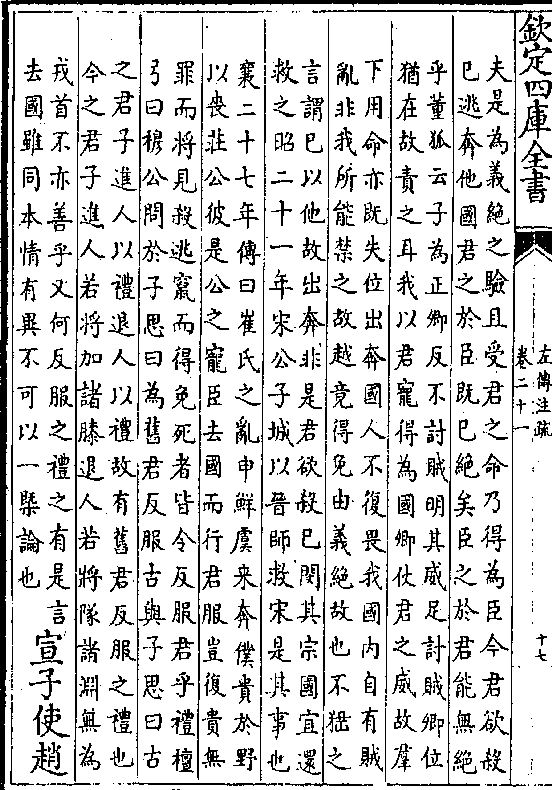 欽定四庫全書
左傳注疏
卷二十一
十七
夫是為義絕之驗且受君之命乃得為臣今君欲殺
已逃奔他國君之於臣既已絕矣臣之於君能無絕
乎董狐云子為正卿反不討賊明其威足討賊卿位
猶在故責之耳我以君寵得為國卿仗君之威故羣
下用命亦既失位出奔國人不復畏我國內自有賊
亂非我所能禁之故越竟得免由義絕故也不狃之
言謂已以他故出奔非是君欲殺已聞其宗國宜還
救之昭二十一年宋公子城以晉師救宋是其事也
襄二十七年傳曰崔氏之亂申鮮虞來奔僕賃於野
以喪莊公彼是公之寵臣去國而行君服豈復責無
罪而將見殺逃竄而得免死者皆令反服君乎禮檀
弓曰穆公問於子思曰為舊君反服古與子思曰古
之君子進人以禮退人以禮故有舊君反服之禮也
今之君子進人若將加諸膝退人若將隊諸淵無為
戎首不亦善乎又何反服之禮之有是言
去國雖同本情有異不可以一槩論也
宣子使趙